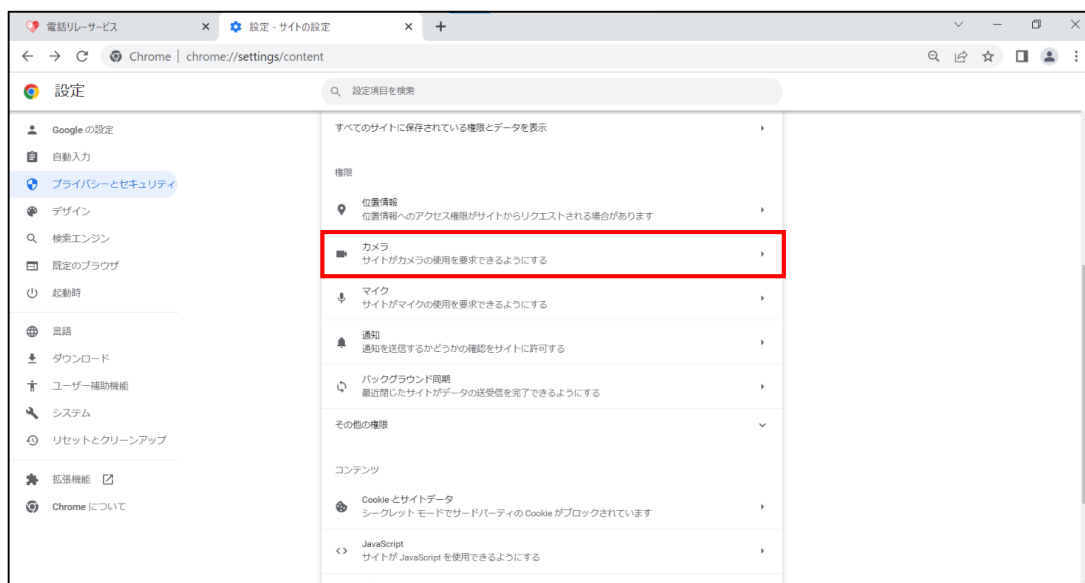 電話リレーサービス
設定 - サイトの設定
Chrome | chrome://settings/content
設定
設定項目を検索
Google の設定
自動入力
プライバシーとセキュリティ
デザイン
検索エンジン
既定のブラウザ
起動時
言語
ダウンロード
ユーザー補助機能
システム
リセットとクリーンアップ
拡張機能
Chrome について
すべてのサイトに保存されている権限とデータを表示
権限
位置情報
位置情報へのアクセス権限がサイトからリクエストされる場合があります
カメラ
サイトがカメラの使用を要求できるようにする
マイク
サイトがマイクの使用を要求できるようにする
通知
通知を送信するかどうかの確認をサイトに許可する
バックグラウンド同期
最近閉じたサイトがデータの送受信を完了できるようにする
その他の権限
コンテンツ
Cookie とサイトデータ
シークレット モードでサードパーティの Cookie がブロックされています
JavaScript
サイトが JavaScript を使用できるようにする